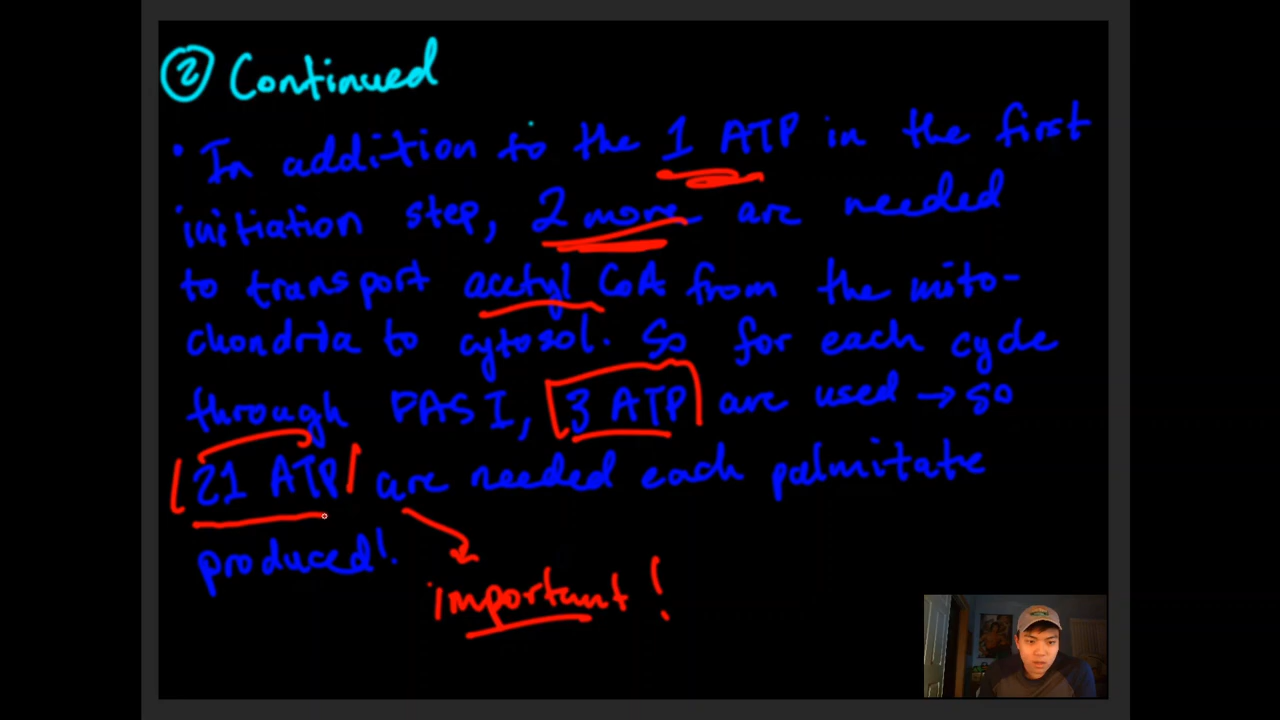 ② Continued
• In addition to the 1 ATP in the first
initiation step, 2 more are needed
to transport acetyl CoA from the mito-
chondria to cytosol. So for each cycle
through FAS I, 3 ATP are used → so
21 ATP are needed each palmitate
produced!
important!